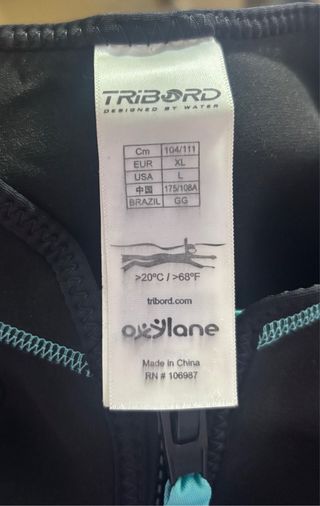 TRIBORD
DESIGNED BY WATER
Cm 104/111
EUR XL
USA L
中国 175/108A
BRAZIL GG
>20°C / >68°F
tribord.com
oxylane
Made in China
RN # 106987